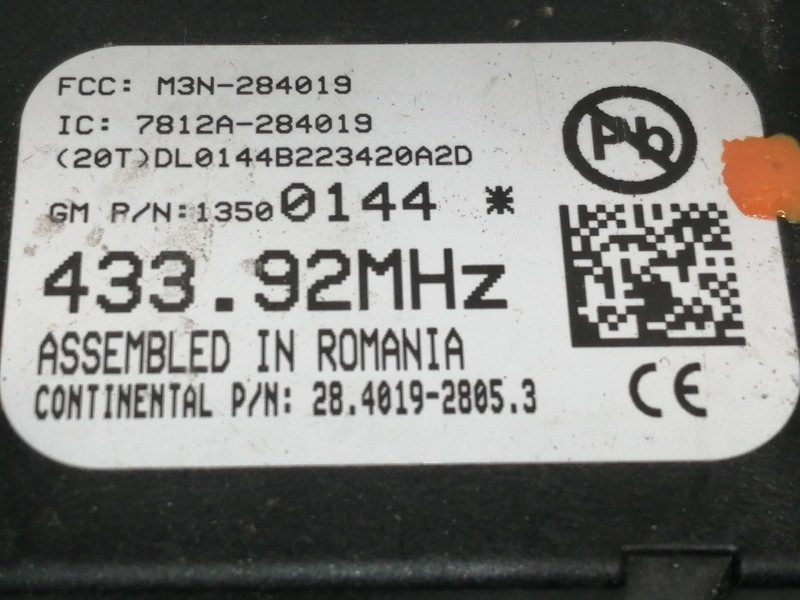 FCC: M3N-284019
IC: 7812A-284019
(20T)DL0144B223420A2D
GM P/N:13500144 *
433.92MHz
ASSEMBLED IN ROMANIA
CONTINENTAL P/N: 28.4019-2805.3
Pb
CE